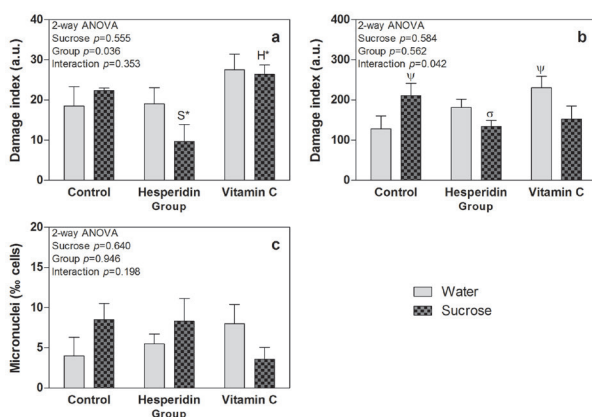 2-way ANOVA
Sucrose p=0.555
Group p=0.036
Interaction p=0.353
a
H*
S*
Damage index (a.u.)
40
30
20
10
0
Control
Hesperidin
Vitamin C
Group
2-way ANOVA
Sucrose p=0.584
Group p=0.562
Interaction p=0.042
b
ψ
ψ
σ
Damage index (a.u.)
400
300
200
100
0
Control
Hesperidin
Vitamin C
Group
2-way ANOVA
Sucrose p=0.640
Group p=0.946
Interaction p=0.198
c
Micronuclei (‰ cells)
20
15
10
5
0
Control
Hesperidin
Vitamin C
Group
Water
Sucrose